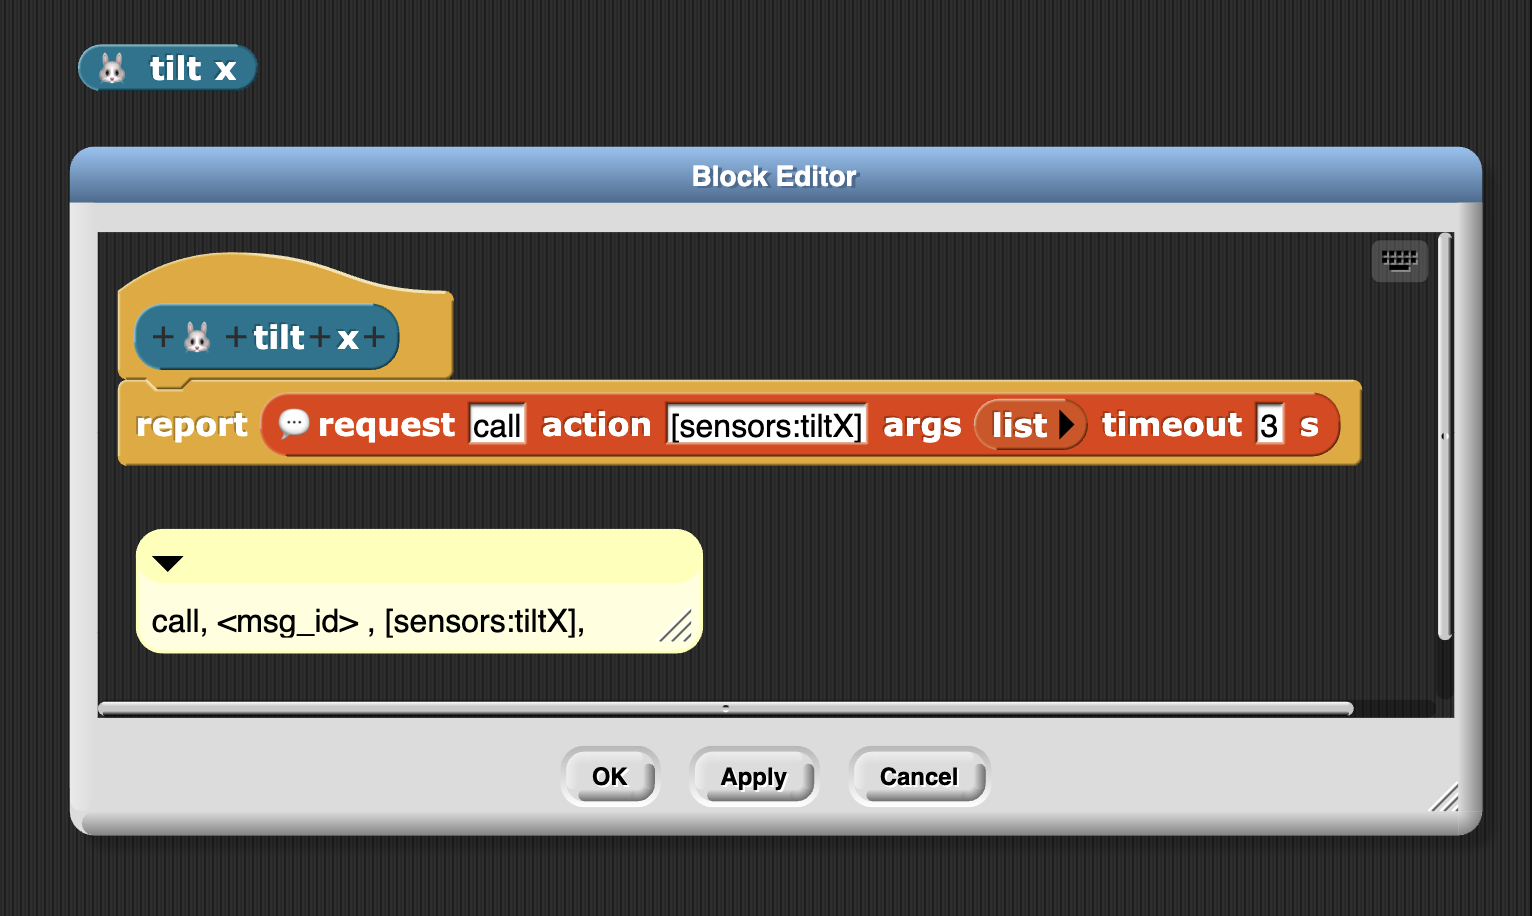 tilt x
Block Editor
+ + tilt + x +
report request call action [sensors:tiltX] args list timeout 3 s
call, <msg_id> , [sensors:tiltX],
OK Apply Cancel